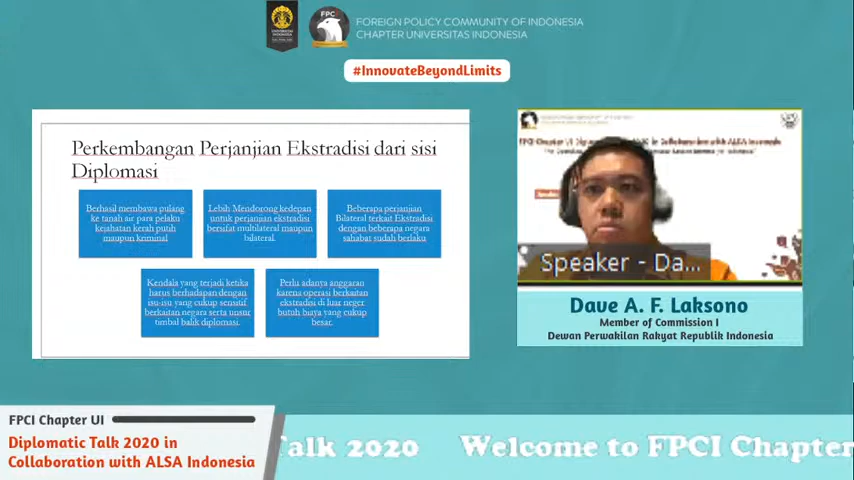 FPC
FOREIGN POLICY COMMUNITY OF INDONESIA
CHAPTER UNIVERSITAS INDONESIA
#InnovateBeyondLimits
Perkembangan Perjanjian Ekstradisi dari sisi
Diplomasi
Berhasil membawa pulang
ke tanah air para pelaku
kejahatan kerah putih
maupun kriminal
Lebih Mendorong kedepan
untuk perjanjian ekstradisi
bersifat multilateral maupun
bilateral.
Beberapa perjanjian
Bilateral terkait Ekstradisi
dengan beberapa negara
sahabat sudah berlaku
Kendala yang terjadi ketika
harus berhadapan dengan
isu-isu yang cukup sensitif
berkaitan negara serta unsur
timbal balik diplomasi.
Perlu adanya anggaran
karena operasi berkaitan
ekstradisi di luar neger
butuh biaya yang cukup
besar.
Speaker - Da...
Dave A. F. Laksono
Member of Commission I
Dewan Perwakilan Rakyat Republik Indonesia
FPCI Chapter UI
Diplomatic Talk 2020 in
Collaboration with ALSA Indonesia
Talk 2020 Welcome to FPCI Chapter